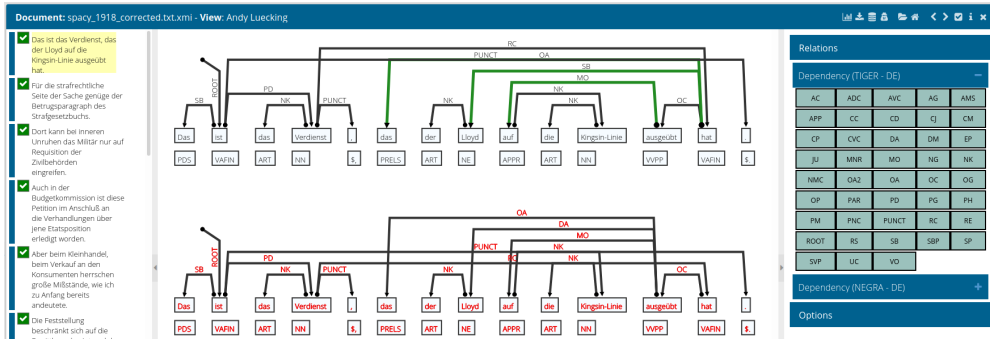 Document: spacy_1918_corrected.txt.xmi - View: Andy Luecking
Das ist das Verdienst, das
der Lloyd auf die
Kingsin-Linie ausgeübt
hat.
Für die strafrechtliche
Seite der Sache genüge der
Betrugsparagraph des
Strafgesetzbuchs.
Dort kann bei inneren
Unruhen das Militär nur auf
Requisition der
Zivilbehörden
eingreifen.
Auch in der
Budgetkommission ist diese
Petition im Anschluß an
die Verhandlungen über
jene Etatsposition
erledigt worden.
Aber beim Kleinhandel,
beim Verkauf an den
Konsumenten herrschen
große Mißstände, wie ich
zu Anfang bereits
andeutete.
Die Feststellung
beschränkt sich auf die
RC
PUNCT OA
SB
MO
ROOT PD NK
SB NK PUNCT NK NK OC
Das ist das Verdienst , das der Lloyd auf die Kingsin-Linie ausgeübt hat .
PDS VAFIN ART NN $, PRELS ART NE APPR ART NN VVPP VAFIN $.
OA
DA
MO
PUNCT NK
ROOT PD RC NK
SB NK PUNCT NK OC
Das ist das Verdienst , das der Lloyd auf die Kingsin-Linie ausgeübt hat .
PDS VAFIN ART NN $, PRELS ART NE APPR ART NN VVPP VAFIN $.
Relations
Dependency (TIGER - DE) −
AC ADC AVC AG AMS
APP CC CD CJ CM
CP CVC DA DM EP
JU MNR MO NG NK
NMC OA2 OA OC OG
OP PAR PD PG PH
PM PNC PUNCT RC RE
ROOT RS SB SBP SP
SVP UC VO
Dependency (NEGRA - DE) +
Options